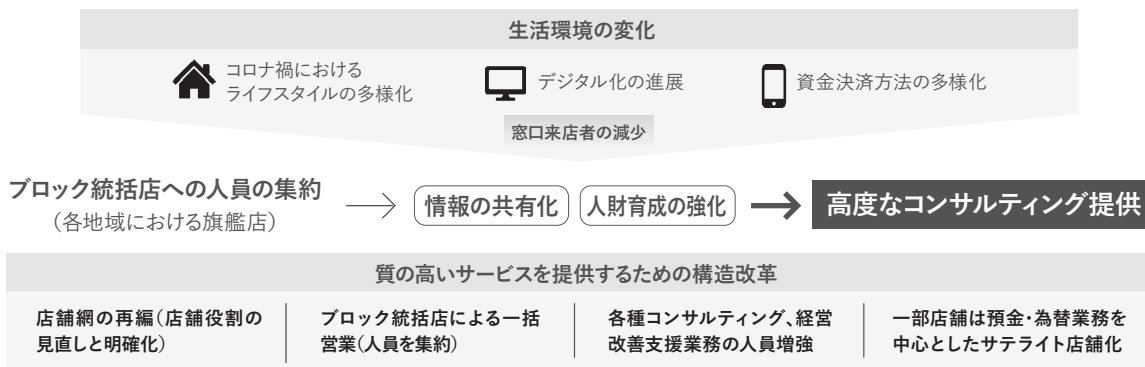 生活環境の変化
コロナ禍における
ライフスタイルの多様化
デジタル化の進展
資金決済方法の多様化
窓口来店者の減少
ブロック統括店への人員の集約
（各地域における旗艦店）
情報の共有化
人財育成の強化
高度なコンサルティング提供
質の高いサービスを提供するための構造改革
店舗網の再編（店舗役割の
見直しと明確化）
ブロック統括店による一括
営業（人員を集約）
各種コンサルティング、経営
改善支援業務の人員増強
一部店舗は預金・為替業務を
中心としたサテライト店舗化